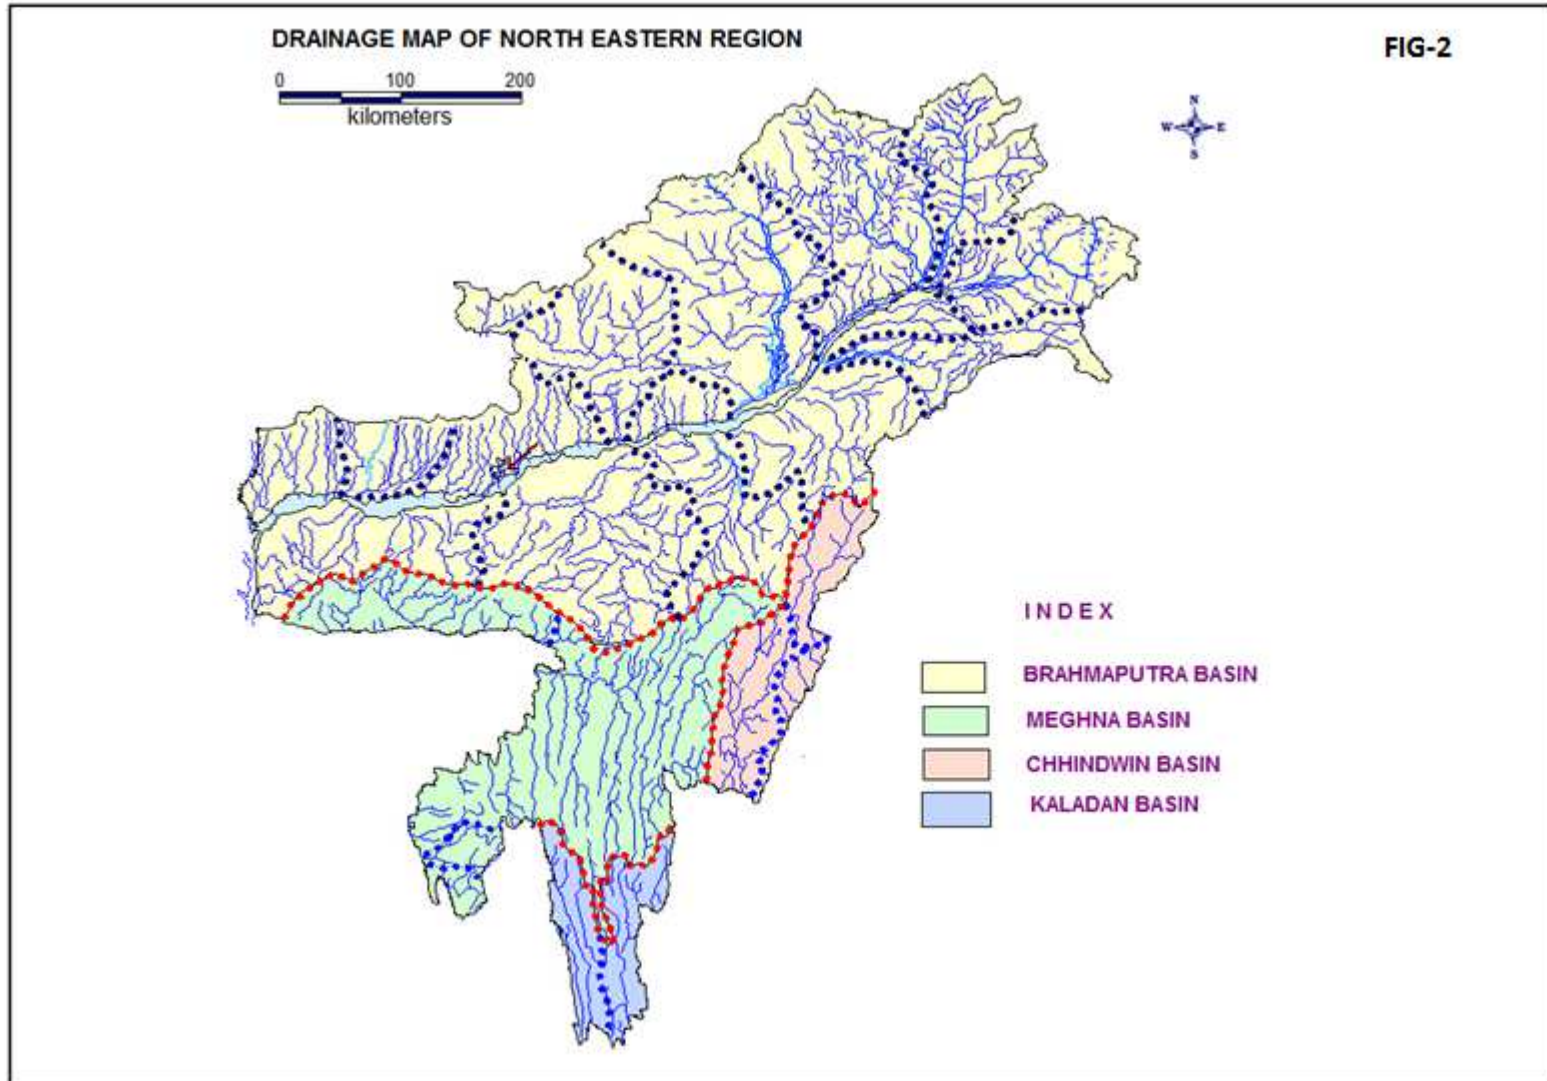 DRAINAGE MAP OF NORTH EASTERN REGION
FIG-2
0 100 200
kilometers
N
W E
S
INDEX
BRAHMAPUTRA BASIN
MEGHNA BASIN
CHHINDWIN BASIN
KALADAN BASIN